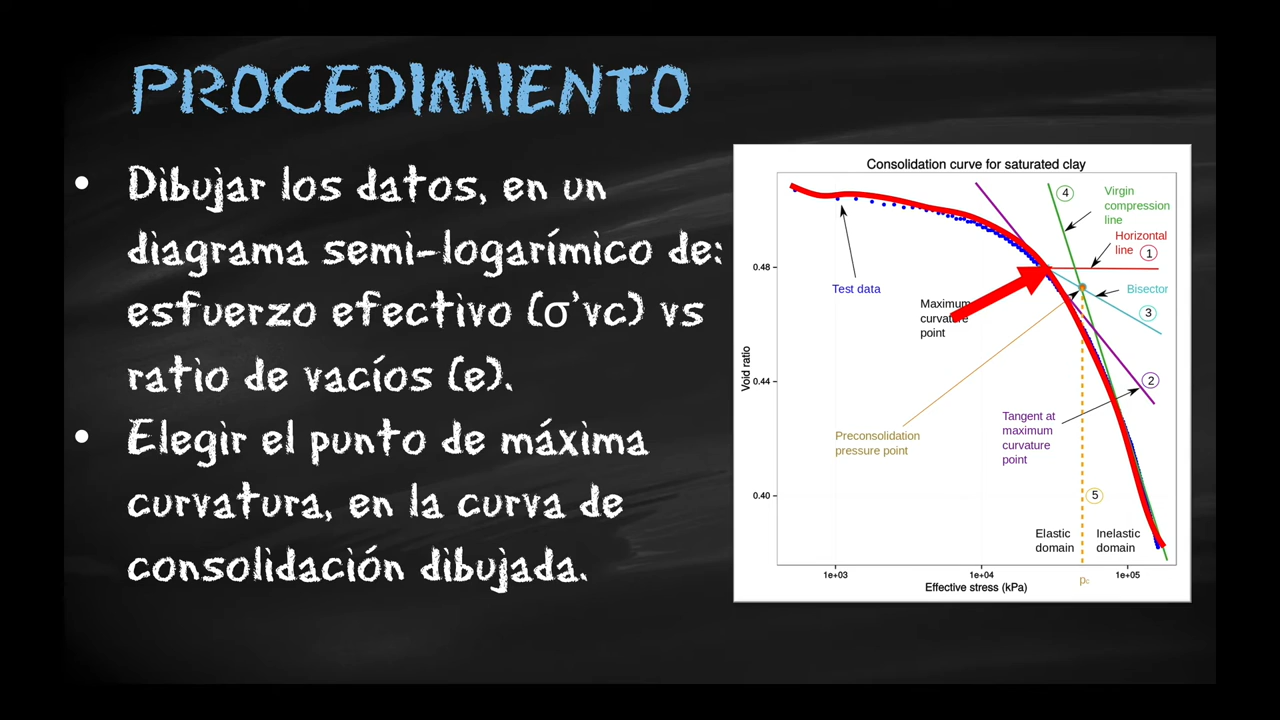 PROCEDIMIENTO
• Dibujar los datos, en un
diagrama semi-logarímico de:
esfuerzo efectivo (σ'vc) vs
ratio de vacíos (e).
• Elegir el punto de máxima
curvatura, en la curva de
consolidación dibujada.
Consolidation curve for saturated clay
4
Virgin
compression
line
Horizontal
line
1
0.48
Test data
Bisector
Maximum
curvature
point
3
Void ratio
0.44
2
Tangent at
maximum
curvature
point
Preconsolidation
pressure point
0.40
5
Elastic
domain
Inelastic
domain
1e+03
1e+04
1e+05
pc
Effective stress (kPa)